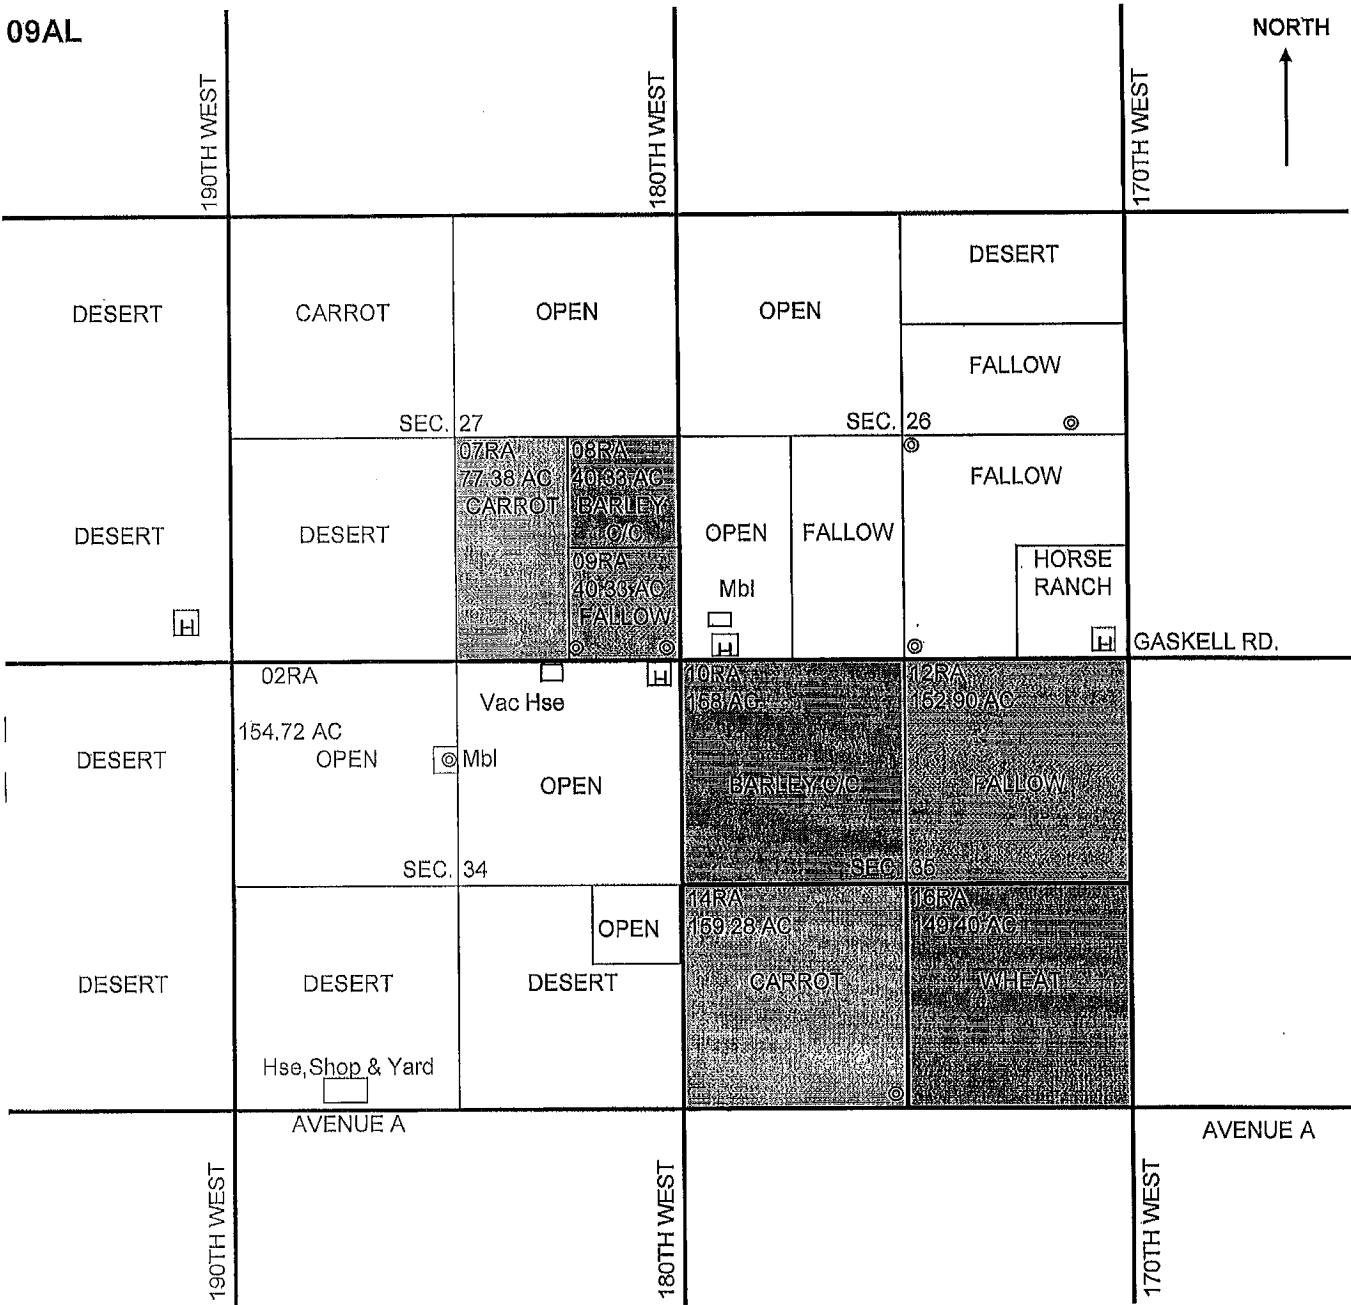 09AL
NORTH
190TH WEST
180TH WEST
170TH WEST
DESERT
CARROT
OPEN
OPEN
DESERT
FALLOW
SEC. 27
SEC. 26
07RA
77.38 AC
CARROT
08RA
40.33 AC
BARLEY
C/C
09RA
40.33 AC
FALLOW
DESERT
DESERT
OPEN
FALLOW
FALLOW
Mbl
HORSE
RANCH
H
H
H
GASKELL RD.
02RA
154.72 AC
OPEN
Vac Hse
H
Mbl
OPEN
DESERT
10RA
158 AC
BARLEY C/C
12RA
152.90 AC
FALLOW
SEC. 34
SEC. 35
OPEN
14RA
159.28 AC
CARROT
16RA
149.40 AC
WHEAT
DESERT
DESERT
DESERT
Hse,Shop & Yard
AVENUE A
AVENUE A
190TH WEST
180TH WEST
170TH WEST